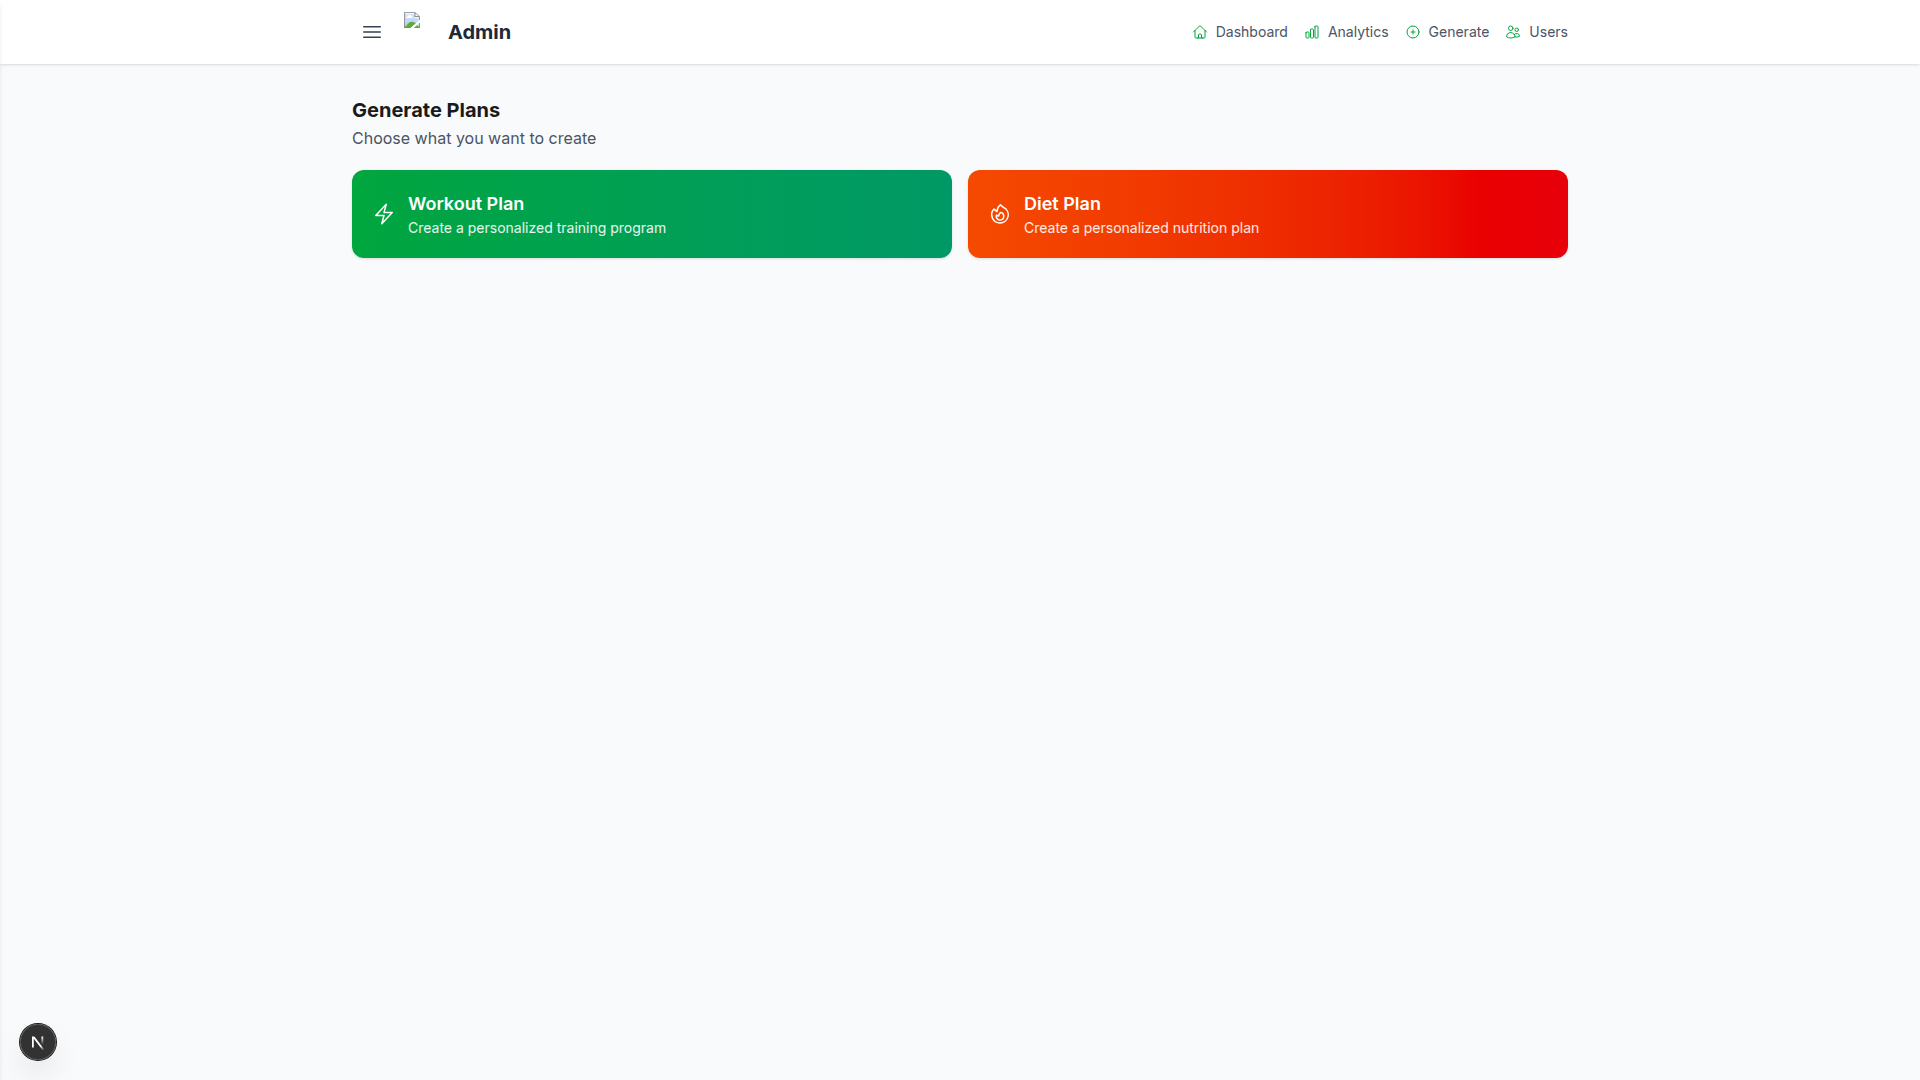 Admin
Dashboard
Analytics
Generate
Users
Generate Plans
Choose what you want to create
Workout Plan
Create a personalized training program
Diet Plan
Create a personalized nutrition plan
N